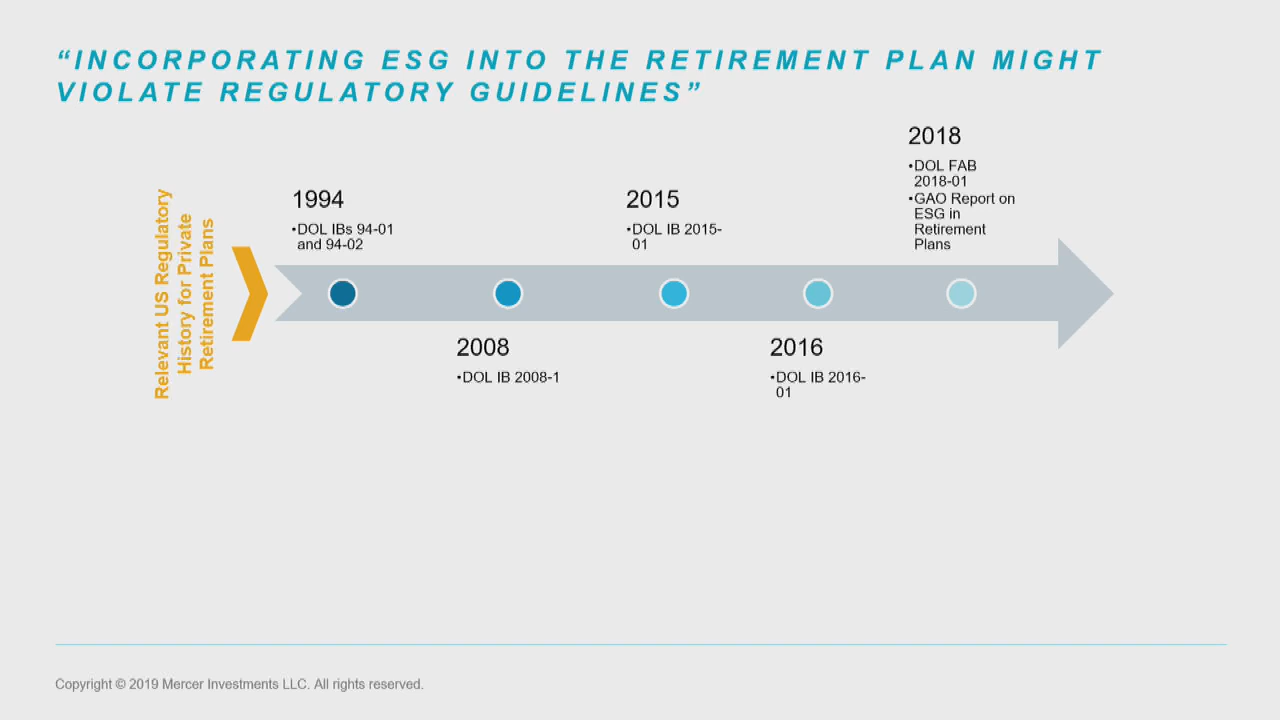 “INCORPORATING ESG INTO THE RETIREMENT PLAN MIGHT
VIOLATE REGULATORY GUIDELINES”
Relevant US Regulatory
History for Private
Retirement Plans
1994
•DOL IBs 94-01
and 94-02
2008
•DOL IB 2008-1
2015
•DOL IB 2015-
01
2016
•DOL IB 2016-
01
2018
•DOL FAB
2018-01
•GAO Report on
ESG in
Retirement
Plans
Copyright © 2019 Mercer Investments LLC. All rights reserved.